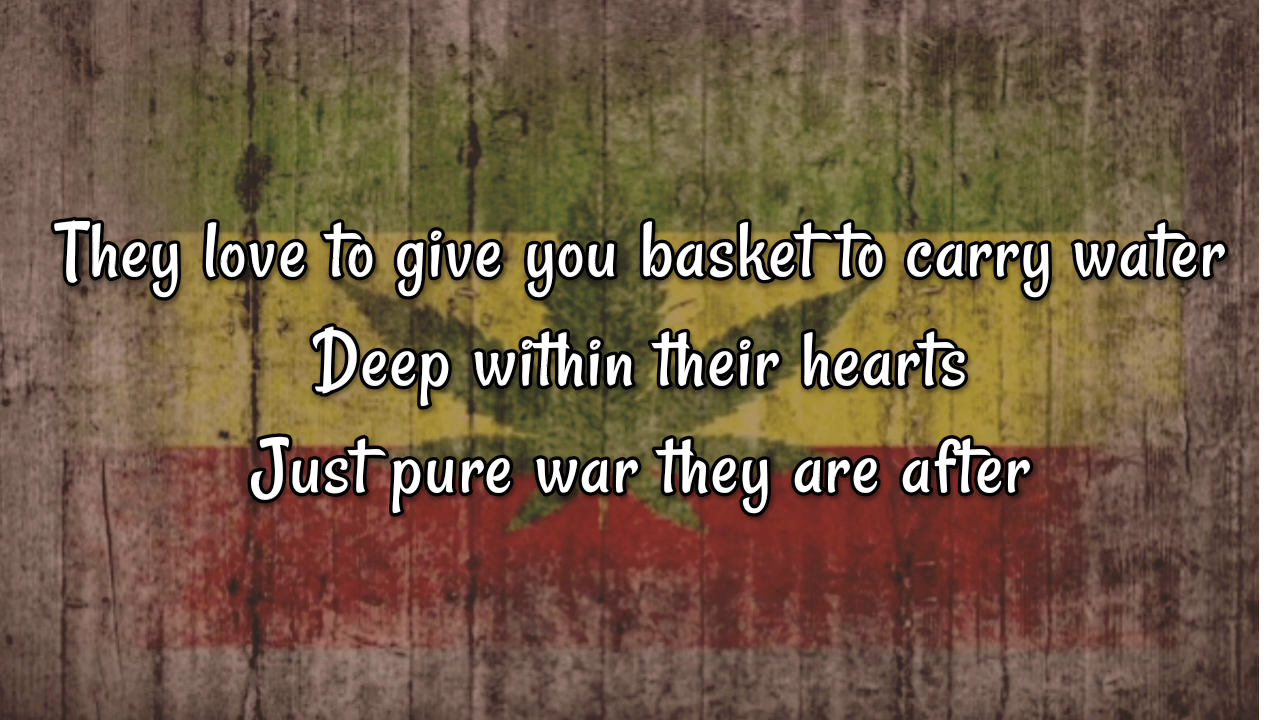 They love to give you basket to carry water
Deep within their hearts
Just pure war they are after